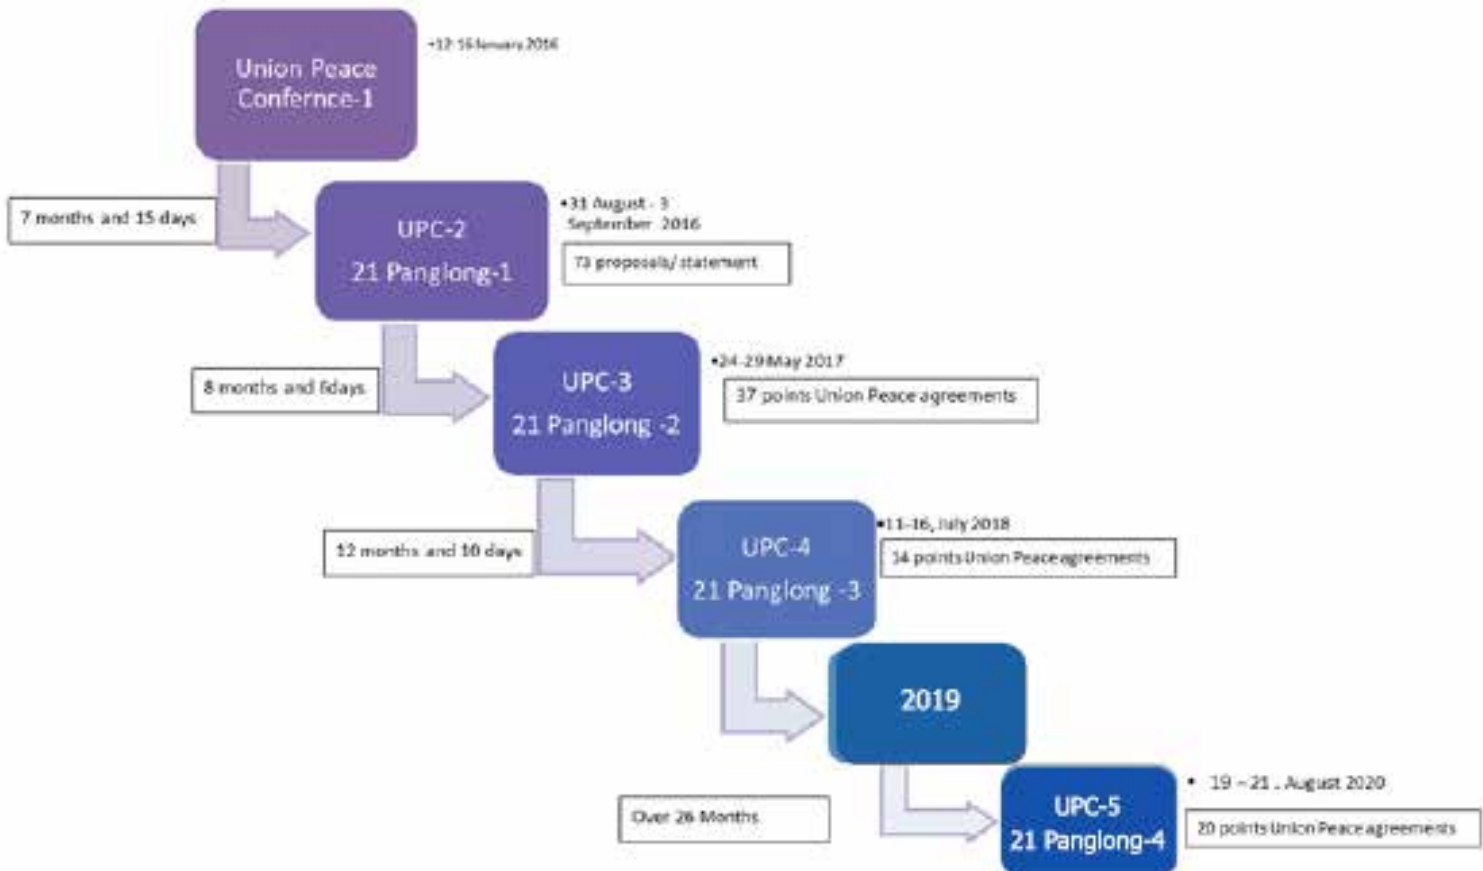 Union Peace
Confernce-1
•12-16 January 2016
7 months and 15 days
UPC-2
21 Panglong-1
•31 August - 3
September 2016
73 proposals/ statement
8 months and 6days
UPC-3
21 Panglong -2
•24-29 May 2017
37 points Union Peace agreements
12 months and 10 days
UPC-4
21 Panglong -3
•11-16, July 2018
14 points Union Peace agreements
2019
Over 26 Months
UPC-5
21 Panglong-4
• 19 – 21 . August 2020
20 points Union Peace agreements